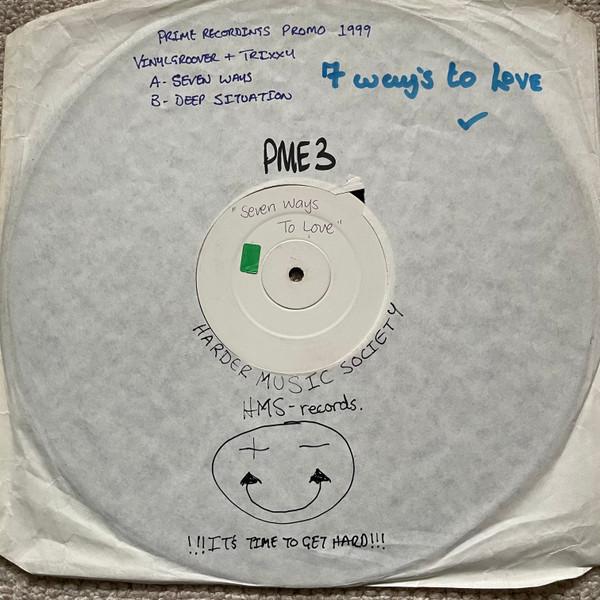 PRIME RECORDINGS PROMO 1999
VINYLGROOVER + TRIXXY
A- SEVEN WAYS
B- DEEP SITUATION
7 way's to Love
PME3
"Seven Ways
To Love"
HARDER MUSIC SOCIETY
HMS-records.
+ -
!!!ITS TIME TO GET HARD!!!